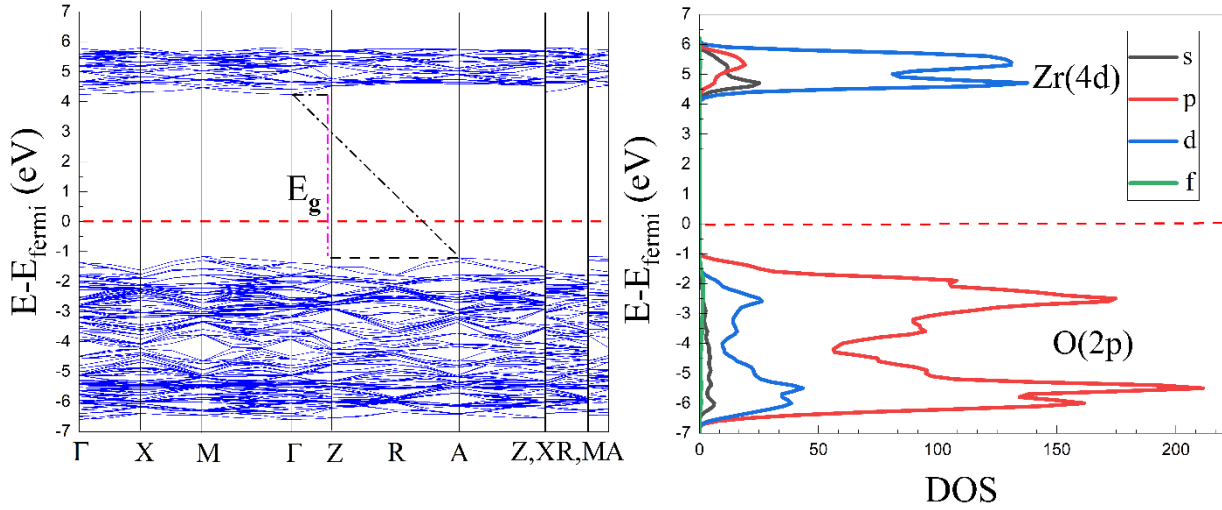 7
6
5
4
3
2
1
0
-1
-2
-3
-4
-5
-6
-7
E-E_fermi (eV)
E_g
Γ X M Γ Z R A Z,XR,MA
7
6
5
4
3
2
1
0
-1
-2
-3
-4
-5
-6
-7
E-E_fermi (eV)
Zr(4d)
s
p
d
f
O(2p)
0 50 100 150 200
DOS